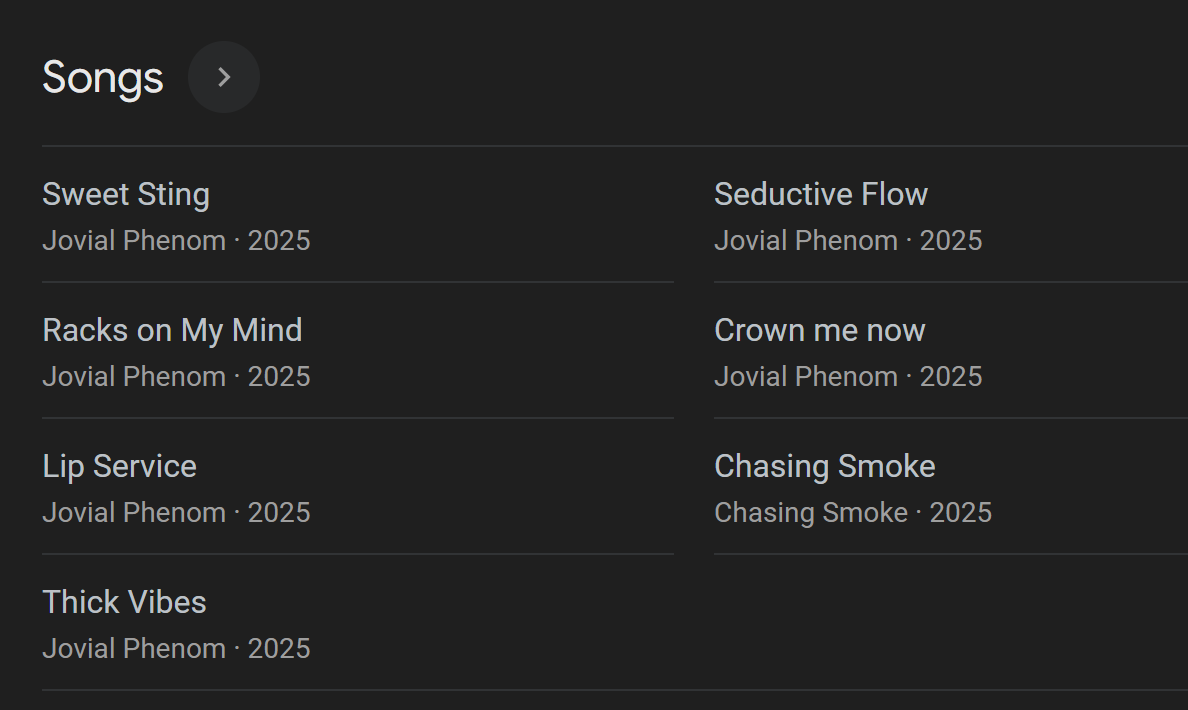 Songs
Sweet Sting
Jovial Phenom · 2025
Seductive Flow
Jovial Phenom · 2025
Racks on My Mind
Jovial Phenom · 2025
Crown me now
Jovial Phenom · 2025
Lip Service
Jovial Phenom · 2025
Chasing Smoke
Chasing Smoke · 2025
Thick Vibes
Jovial Phenom · 2025